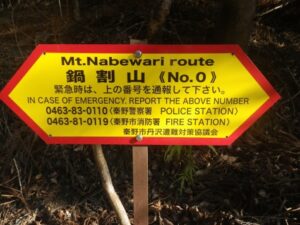 Mt.Nabewari route
鍋割山 《No.0》
緊急時は、上の番号を通報して下さい。
IN CASE OF EMERGENCY. REPORT THE ABOVE NUMBER
0463-83-0110(秦野警察署 POLICE STATION)
0463-81-0119(秦野市消防署 FIRE STATION)
秦野市丹沢遭難対策協議会